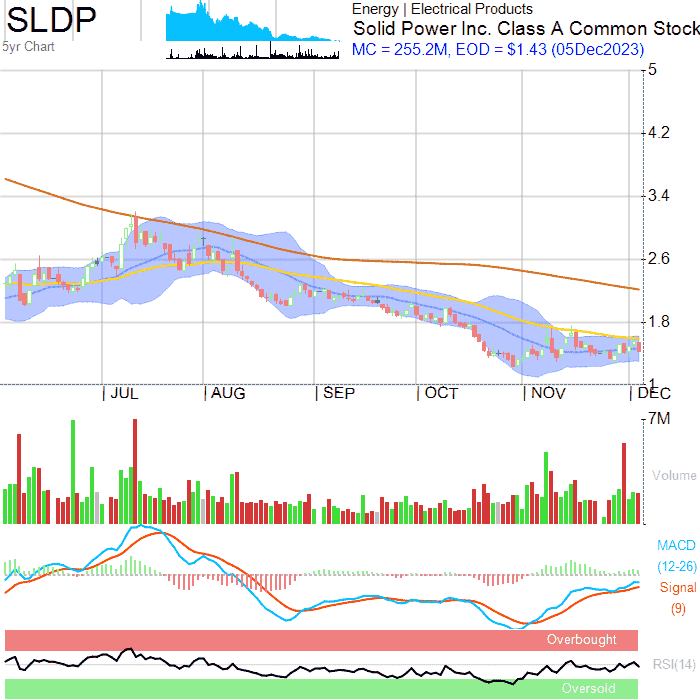 SLDP
5yr Chart
Energy | Electrical Products
Solid Power Inc. Class A Common Stock
MC = 255.2M, EOD = $1.43 (05Dec2023)
5
4.2
3.4
2.6
1.8
1
JUL AUG SEP OCT NOV DEC
7M
Volume
MACD
(12-26)
Signal
(9)
Overbought
RSI(14)
Oversold